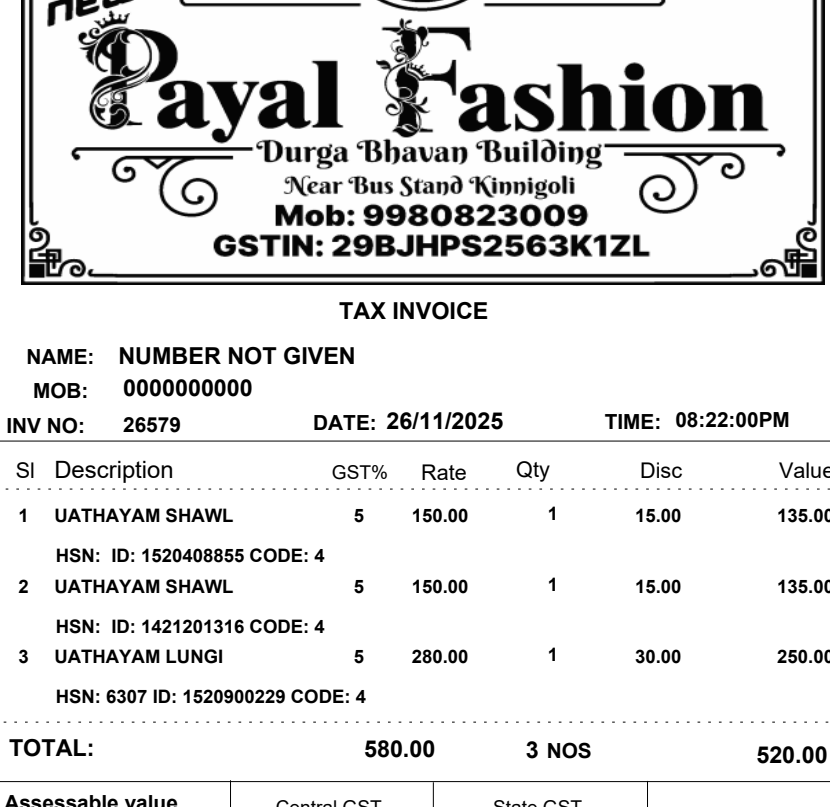 new
Payal Fashion
Durga Bhavan Building
Near Bus Stand Kinnigoli
Mob: 9980823009
GSTIN: 29BJHPS2563K1ZL
TAX INVOICE
NAME: NUMBER NOT GIVEN
MOB: 0000000000
INV NO: 26579 DATE: 26/11/2025 TIME: 08:22:00PM
Sl Description GST% Rate Qty Disc Value
1 UATHAYAM SHAWL 5 150.00 1 15.00 135.00
HSN: ID: 1520408855 CODE: 4
2 UATHAYAM SHAWL 5 150.00 1 15.00 135.00
HSN: ID: 1421201316 CODE: 4
3 UATHAYAM LUNGI 5 280.00 1 30.00 250.00
HSN: 6307 ID: 1520900229 CODE: 4
TOTAL: 580.00 3 NOS 520.00
Assessable value Central GST State GST